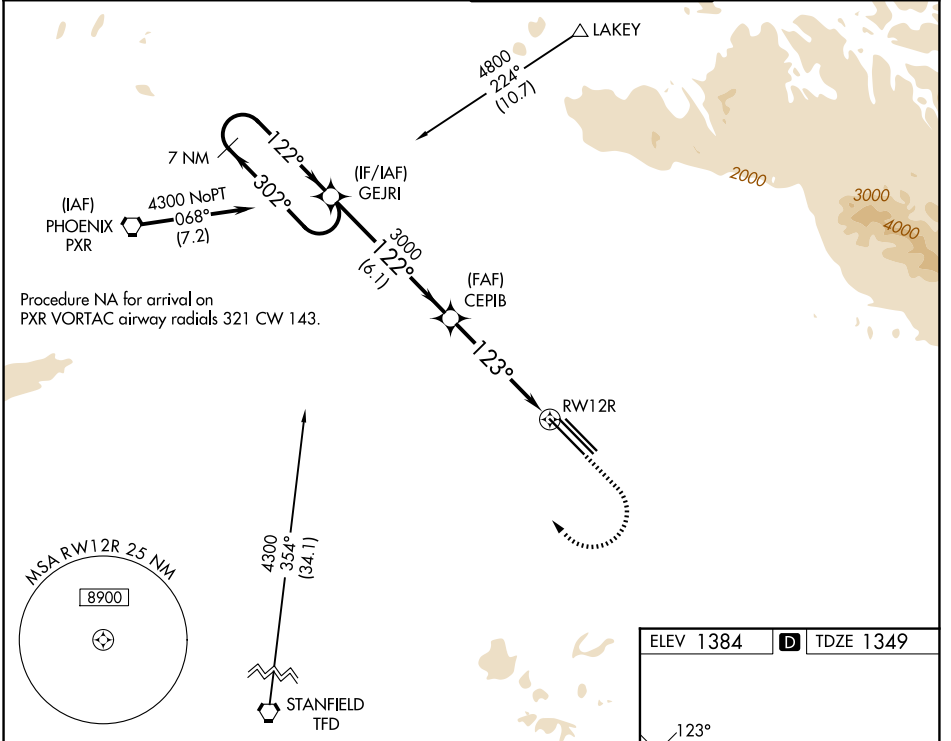 LAKEY
4800
224°
(10.7)
7 NM
122°
302°
(IF/IAF)
GEJRI
(IAF)
PHOENIX
PXR
4300 NoPT
068°
(7.2)
2000
3000
4000
3000
122°
(6.1)
(FAF)
CEPIB
Procedure NA for arrival on
PXR VORTAC airway radials 321 CW 143.
123°
RW12R
4300
354°
(34.1)
MSA RW12R 25 NM
8900
STANFIELD
TFD
ELEV 1384 D TDZE 1349
123°